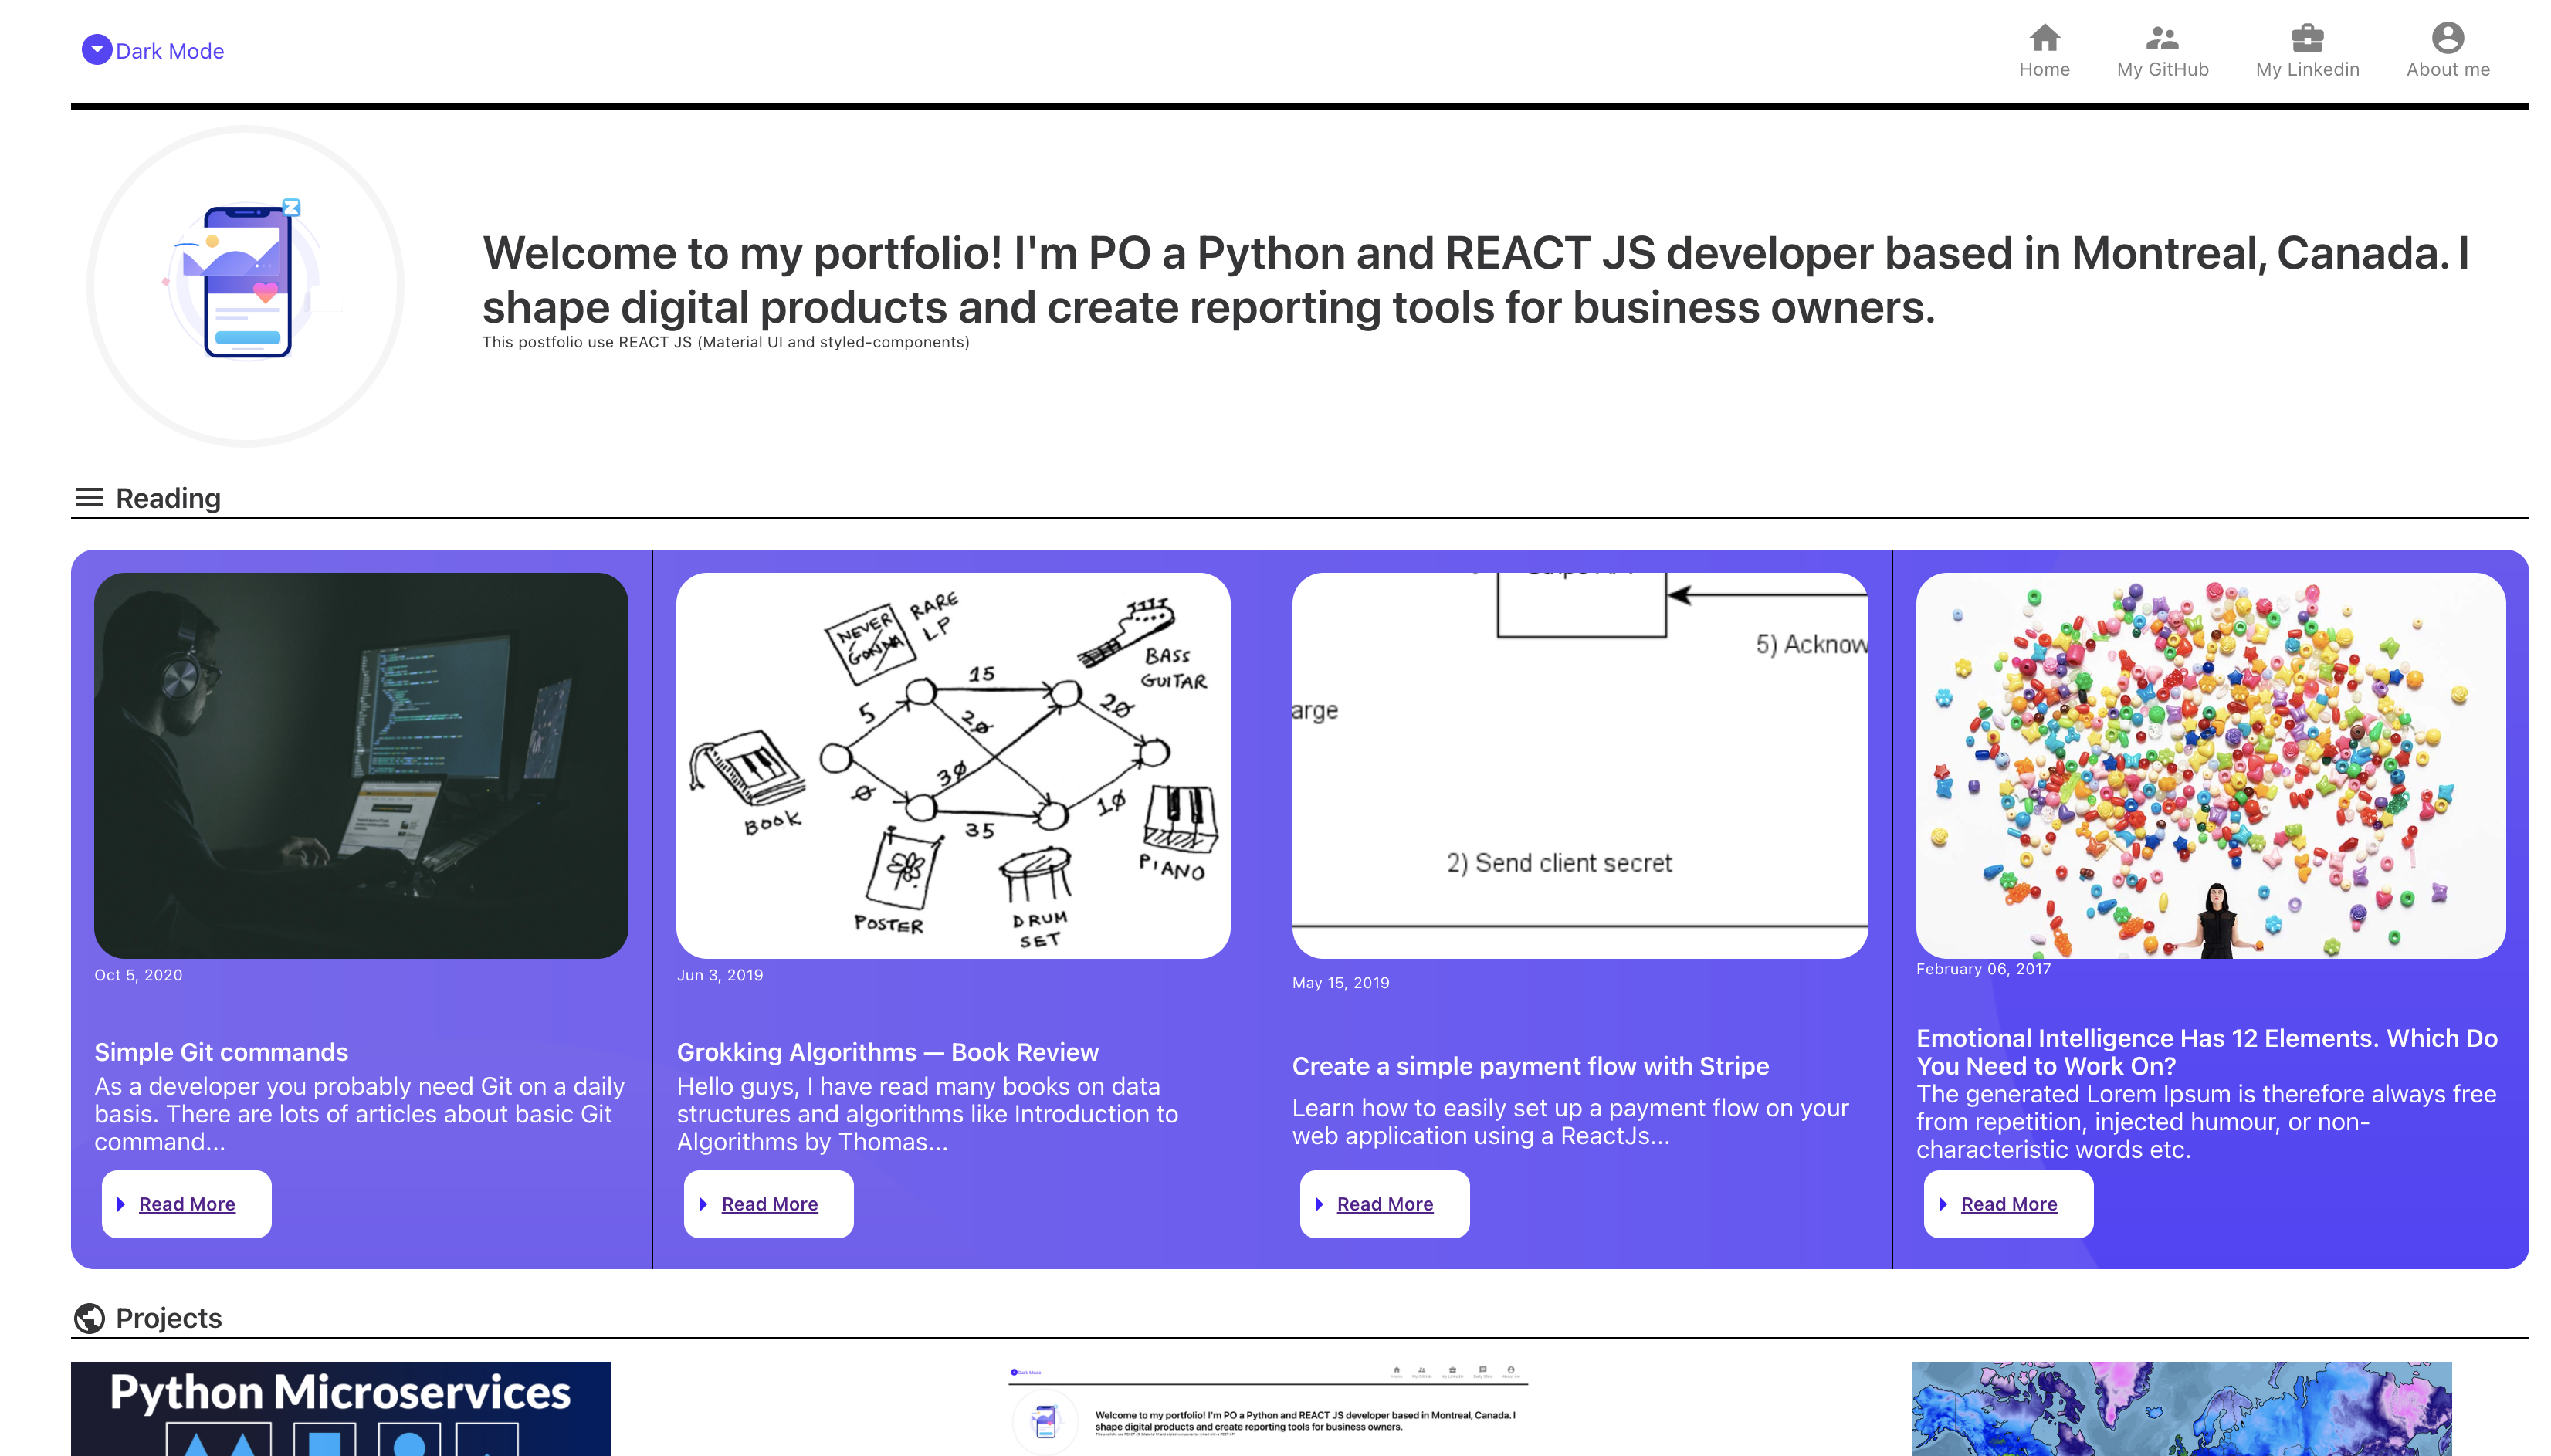 Dark Mode
Home
My GitHub
My Linkedin
About me
Welcome to my portfolio! I'm PO a Python and REACT JS developer based in Montreal, Canada. I
shape digital products and create reporting tools for business owners.
This postfolio use REACT JS (Material UI and styled-components)
Reading
NEVER
GONNA
RARE
LP
BASS
GUITAR
15
5
20
20
30
0
35
10
BOOK
POSTER
DRUM
SET
PIANO
5) Acknow
arge
2) Send client secret
Oct 5, 2020
Simple Git commands
As a developer you probably need Git on a daily
basis. There are lots of articles about basic Git
command...
Read More
Jun 3, 2019
Grokking Algorithms — Book Review
Hello guys, I have read many books on data
structures and algorithms like Introduction to
Algorithms by Thomas...
Read More
May 15, 2019
Create a simple payment flow with Stripe
Learn how to easily set up a payment flow on your
web application using a ReactJs...
Read More
February 06, 2017
Emotional Intelligence Has 12 Elements. Which Do
You Need to Work On?
The generated Lorem Ipsum is therefore always free
from repetition, injected humour, or non-
characteristic words etc.
Read More
Projects
Python Microservices
Dark Mode
Welcome to my portfolio! I'm PO a Python and REACT JS developer based in Montreal, Canada. I
shape digital products and create reporting tools for business owners.